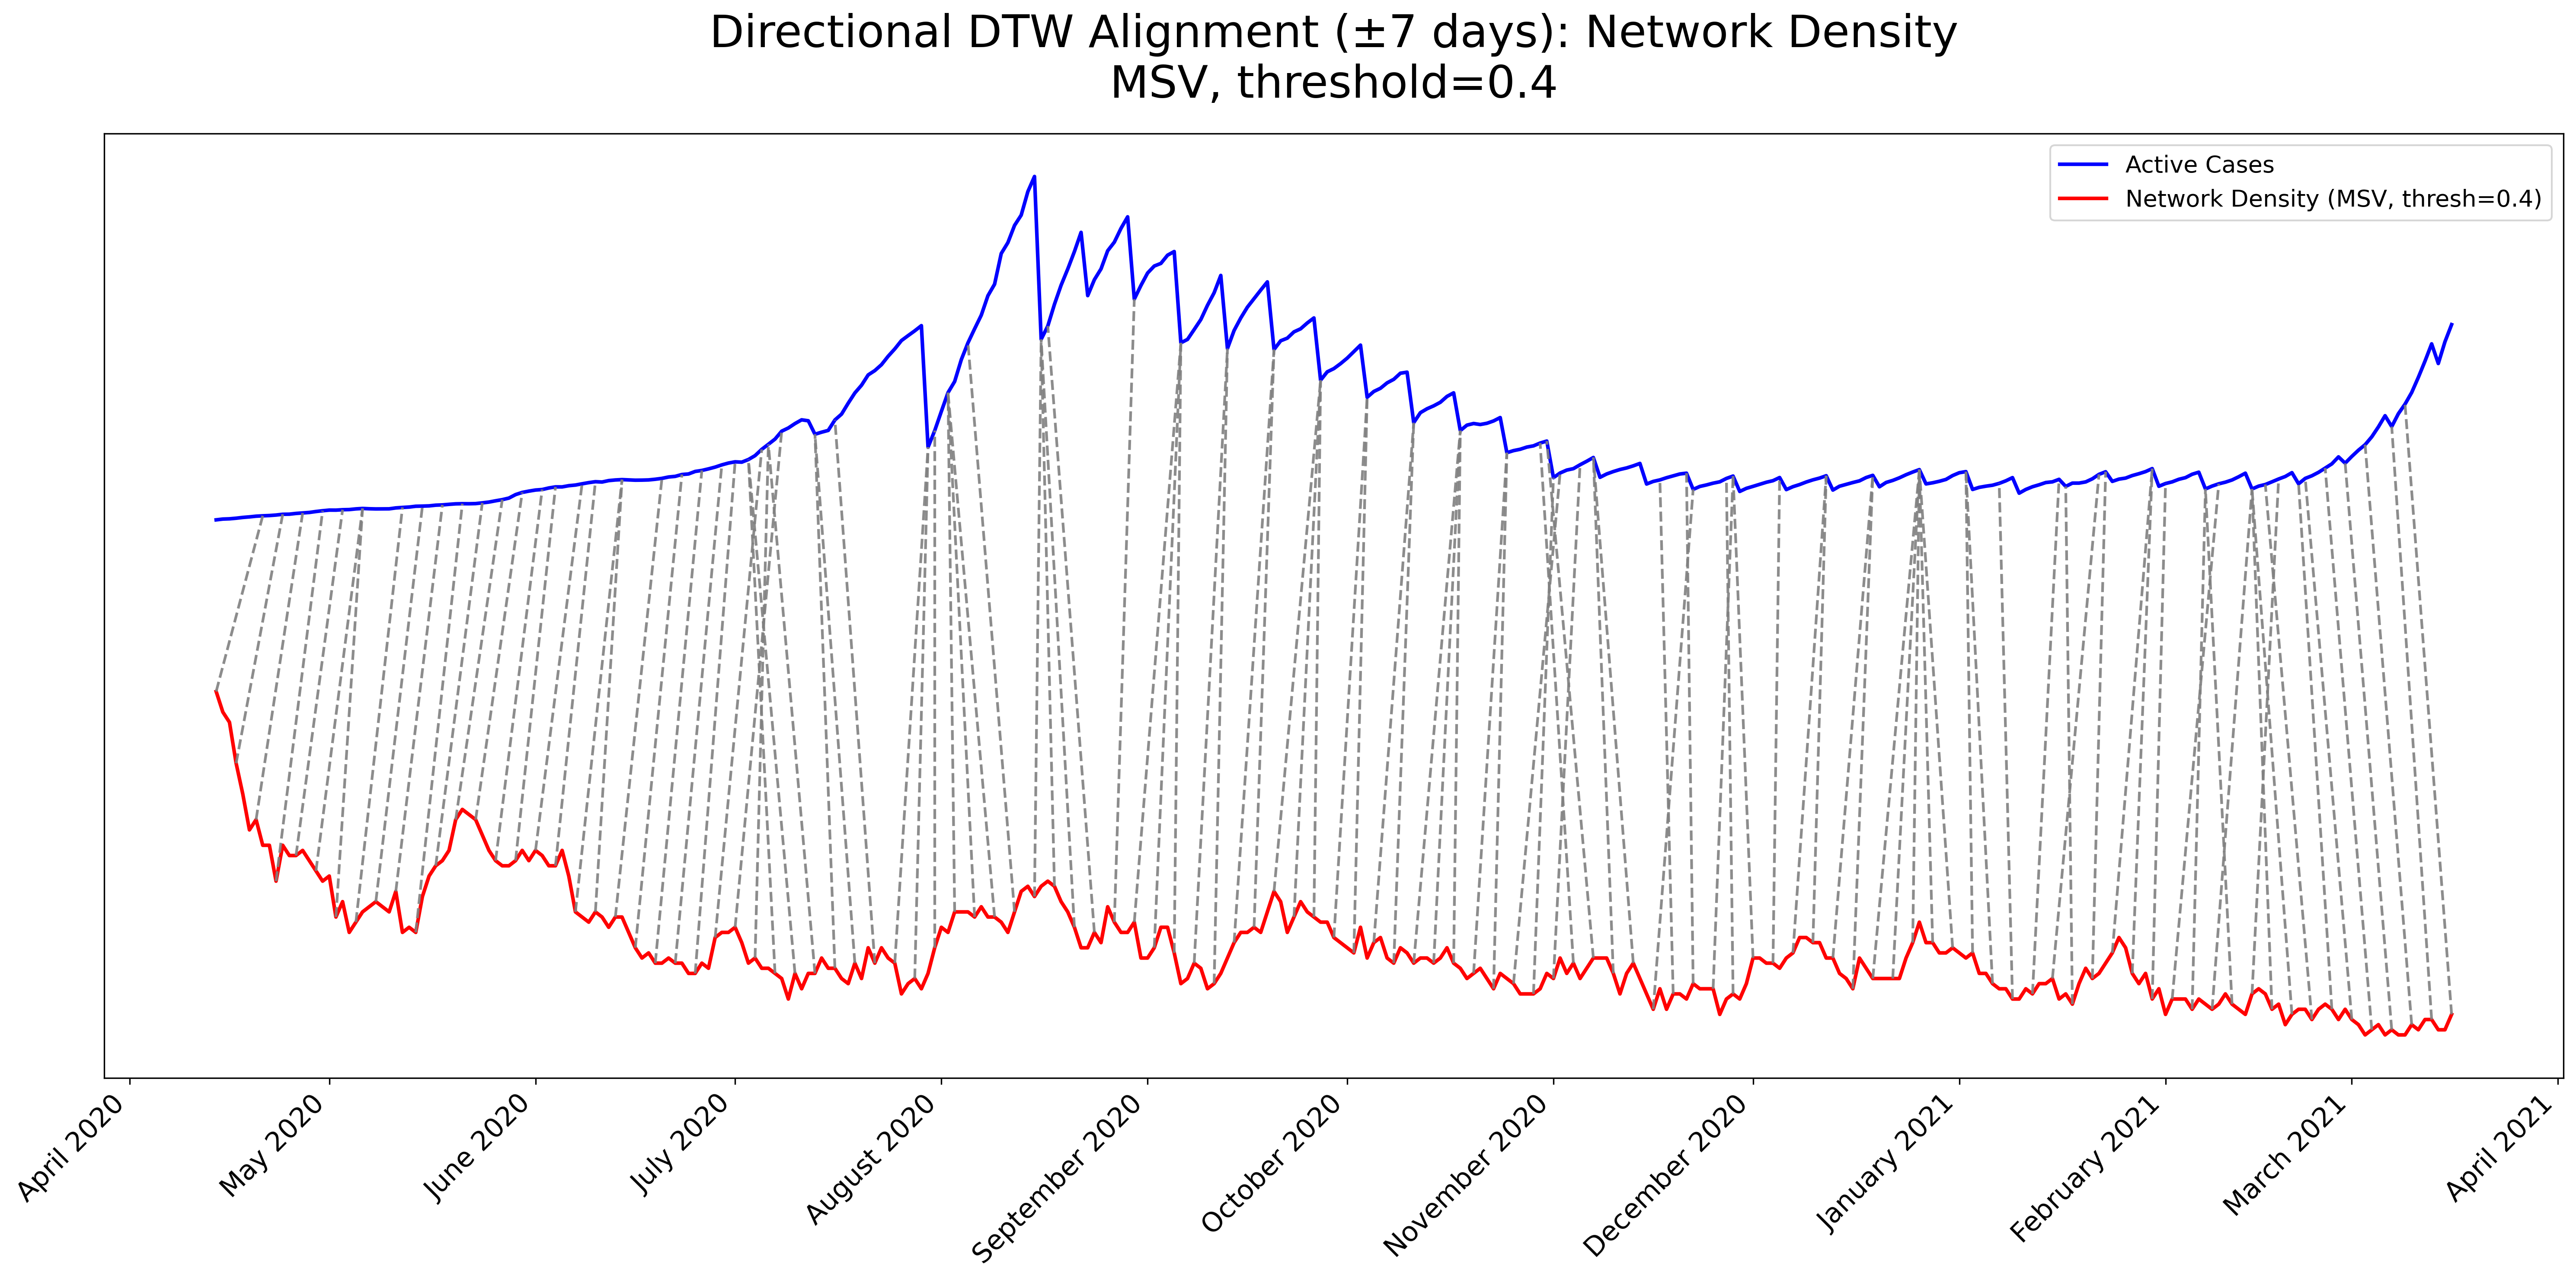 Directional DTW Alignment (±7 days): Network Density
MSV, threshold=0.4
Active Cases
Network Density (MSV, thresh=0.4)
April 2020
May 2020
June 2020
July 2020
August 2020
September 2020
October 2020
November 2020
December 2020
January 2021
February 2021
March 2021
April 2021